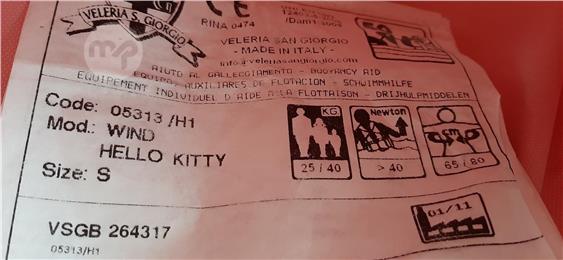 VELERIA S. GIORGIO
RINA 0474
VELERIA SAN GIORGIO
- MADE IN ITALY -
info@veleriasangiorgio.com
AIUTO AL GALLEGGIAMENTO - BUOYANCY AID
EQUIPOS AUXILIARES DE FLOTACION - SCHWIMMHILFE
EQUIPEMENT INDIVIDUEL D'AIDE A LA FLOTTAISON - DRIJHULPMIDDELEN
Code: 05313/H1
Mod.: WIND
HELLO KITTY
Size: S
KG
25/40
Newton
> 40
65/80
VSGB 264317
01/11
05313/H1